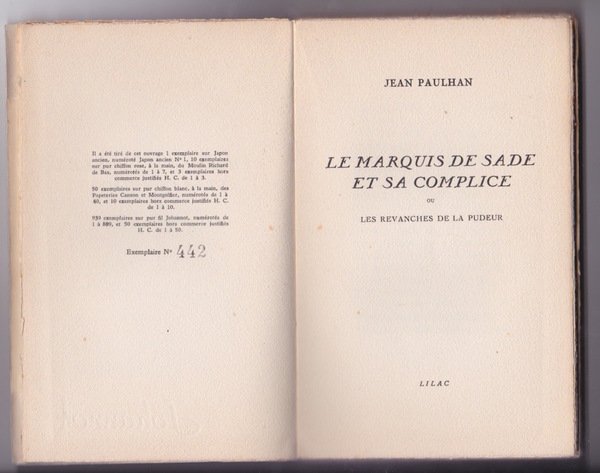 Il a été tiré de cet ouvrage 1 exemplaire sur Japon
ancien, numéroté Japon ancien Nº 1, 10 exemplaires
sur pur chiffon rose, à la main, du Moulin Richard
de Bas, numérotés de 1 à 7, et 3 exemplaires hors
commerce justifiés H. C. de 1 à 3.
50 exemplaires sur pur chiffon blanc, à la main, des
Papeteries Canson et Montgolfier, numérotés de 1 à
40, et 10 exemplaires hors commerce justifiés H. C.
de 1 à 10.
939 exemplaires sur pur fil Johannot, numérotés de
1 à 889, et 50 exemplaires hors commerce justifiés
H. C. de 1 à 50.
Exemplaire Nº 442
JEAN PAULHAN
LE MARQUIS DE SADE
ET SA COMPLICE
OU
LES REVANCHES DE LA PUDEUR
LILAC